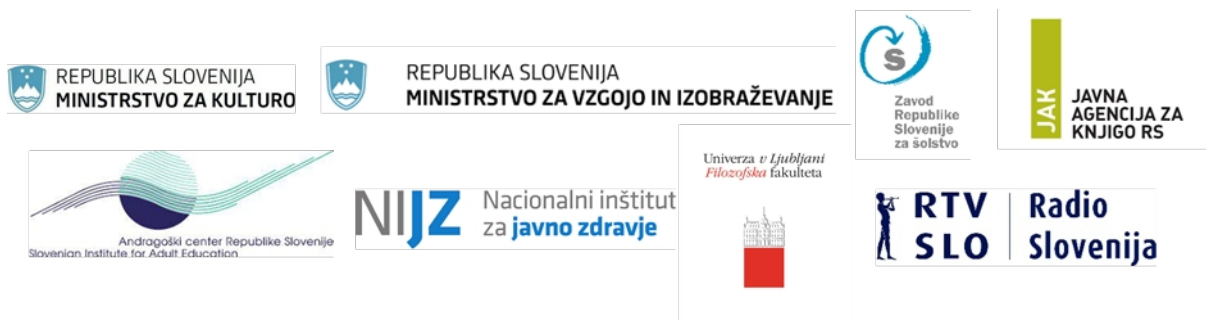 REPUBLIKA SLOVENIJA
MINISTRSTVO ZA KULTURO
REPUBLIKA SLOVENIJA
MINISTRSTVO ZA VZGOJO IN IZOBRAŽEVANJE
Š
Zavod
Republike
Slovenije
za šolstvo
JAK
JAVNA
AGENCIJA ZA
KNJIGO RS
Andragoški center Republike Slovenije
Slovenian Institute for Adult Education
NIJZ
Nacionalni inštitut
za javno zdravje
Univerza v Ljubljani
Filozofska fakulteta
RTV
SLO
Radio
Slovenija